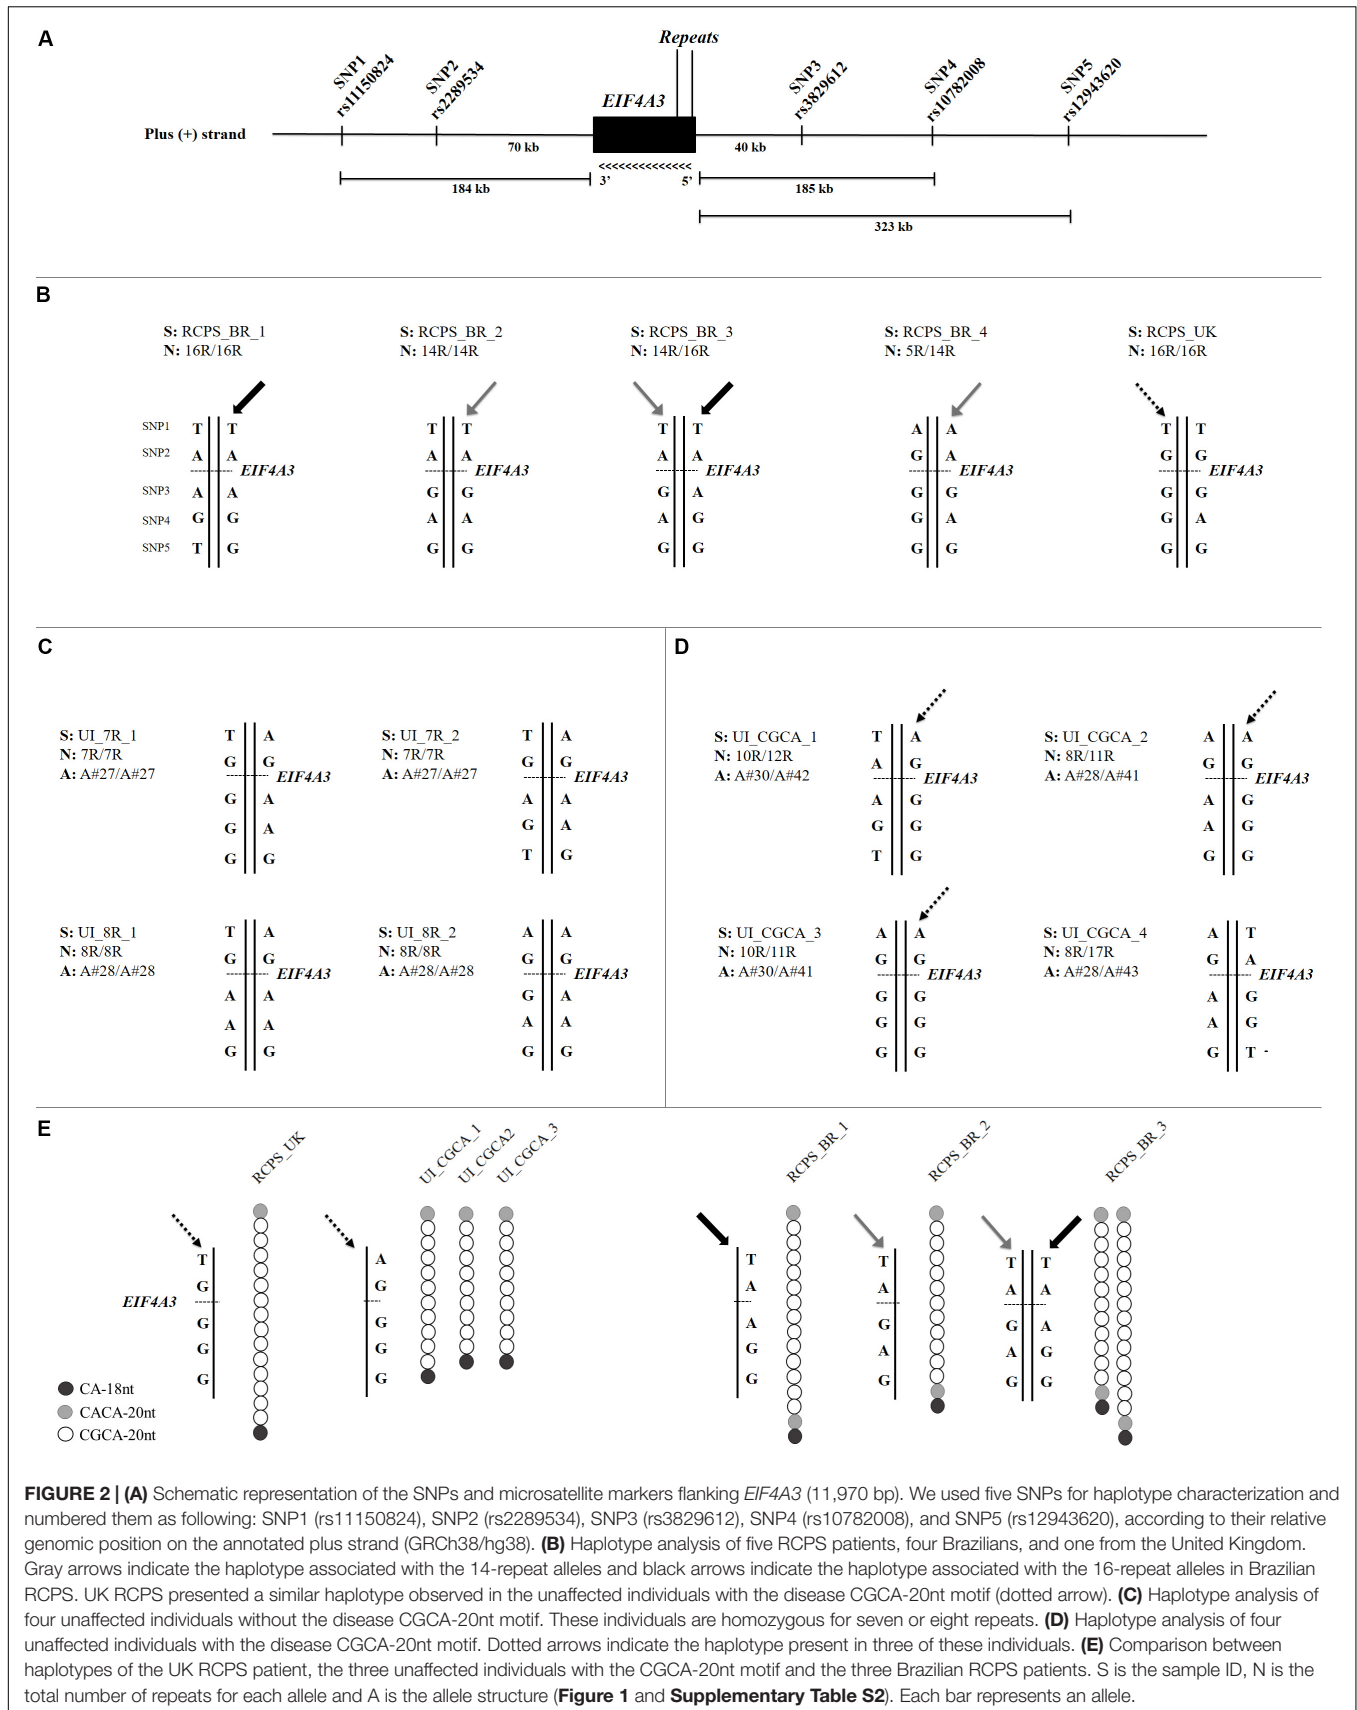 A
Repeats
SNP1
rs11150824
SNP2
rs2289534
EIF4A3
SNP3
rs3829612
SNP4
rs10782008
SNP5
rs12943620
Plus (+) strand
70 kb
40 kb
<<<<<<<<<<<<<<
3’ 5’
184 kb
185 kb
323 kb
B
S: RCPS_BR_1
N: 16R/16R
S: RCPS_BR_2
N: 14R/14R
S: RCPS_BR_3
N: 14R/16R
S: RCPS_BR_4
N: 5R/14R
S: RCPS_UK
N: 16R/16R
SNP1 T T T T T T A A T T
SNP2 A A A A A A G A G G
EIF4A3 EIF4A3 EIF4A3 EIF4A3 EIF4A3
SNP3 A A G G G A G G G G
SNP4 G G A A A G G A G A
SNP5 T G G G G G G G G G
C
S: UI_7R_1
N: 7R/7R
A: A#27/A#27
T A
G G
EIF4A3
G A
G A
G G
S: UI_7R_2
N: 7R/7R
A: A#27/A#27
T A
G G
EIF4A3
A A
G A
T G
S: UI_8R_1
N: 8R/8R
A: A#28/A#28
T A
G G
EIF4A3
A A
A A
G G
S: UI_8R_2
N: 8R/8R
A: A#28/A#28
A A
G G
EIF4A3
G A
A A
G G
D
S: UI_CGCA_1
N: 10R/12R
A: A#30/A#42
T A
A G
EIF4A3
A G
G G
T G
S: UI_CGCA_2
N: 8R/11R
A: A#28/A#41
A A
G G
EIF4A3
A G
A G
G G
S: UI_CGCA_3
N: 10R/11R
A: A#30/A#41
A A
G G
EIF4A3
G G
G G
G G
S: UI_CGCA_4
N: 8R/17R
A: A#28/A#43
A T
G A
EIF4A3
A G
A G
G T -
E
RCPS_UK
UI_CGCA_1
UI_CGCA2
UI_CGCA_3
RCPS_BR_1
RCPS_BR_2
RCPS_BR_3
T A T T T T
G G A A A A
EIF4A3
G G A G G A
G G G A A G
G G G G G G
CA-18nt
CACA-20nt
CGCA-20nt
FIGURE 2 | (A) Schematic representation of the SNPs and microsatellite markers flanking EIF4A3 (11,970 bp). We used five SNPs for haplotype characterization and
numbered them as following: SNP1 (rs11150824), SNP2 (rs2289534), SNP3 (rs3829612), SNP4 (rs10782008), and SNP5 (rs12943620), according to their relative
genomic position on the annotated plus strand (GRCh38/hg38). (B) Haplotype analysis of five RCPS patients, four Brazilians, and one from the United Kingdom.
Gray arrows indicate the haplotype associated with the 14-repeat alleles and black arrows indicate the haplotype associated with the 16-repeat alleles in Brazilian
RCPS. UK RCPS presented a similar haplotype observed in the unaffected individuals with the disease CGCA-20nt motif (dotted arrow). (C) Haplotype analysis of
four unaffected individuals without the disease CGCA-20nt motif. These individuals are homozygous for seven or eight repeats. (D) Haplotype analysis of four
unaffected individuals with the disease CGCA-20nt motif. Dotted arrows indicate the haplotype present in three of these individuals. (E) Comparison between
haplotypes of the UK RCPS patient, the three unaffected individuals with the CGCA-20nt motif and the three Brazilian RCPS patients. S is the sample ID, N is the
total number of repeats for each allele and A is the allele structure (Figure 1 and Supplementary Table S2). Each bar represents an allele.